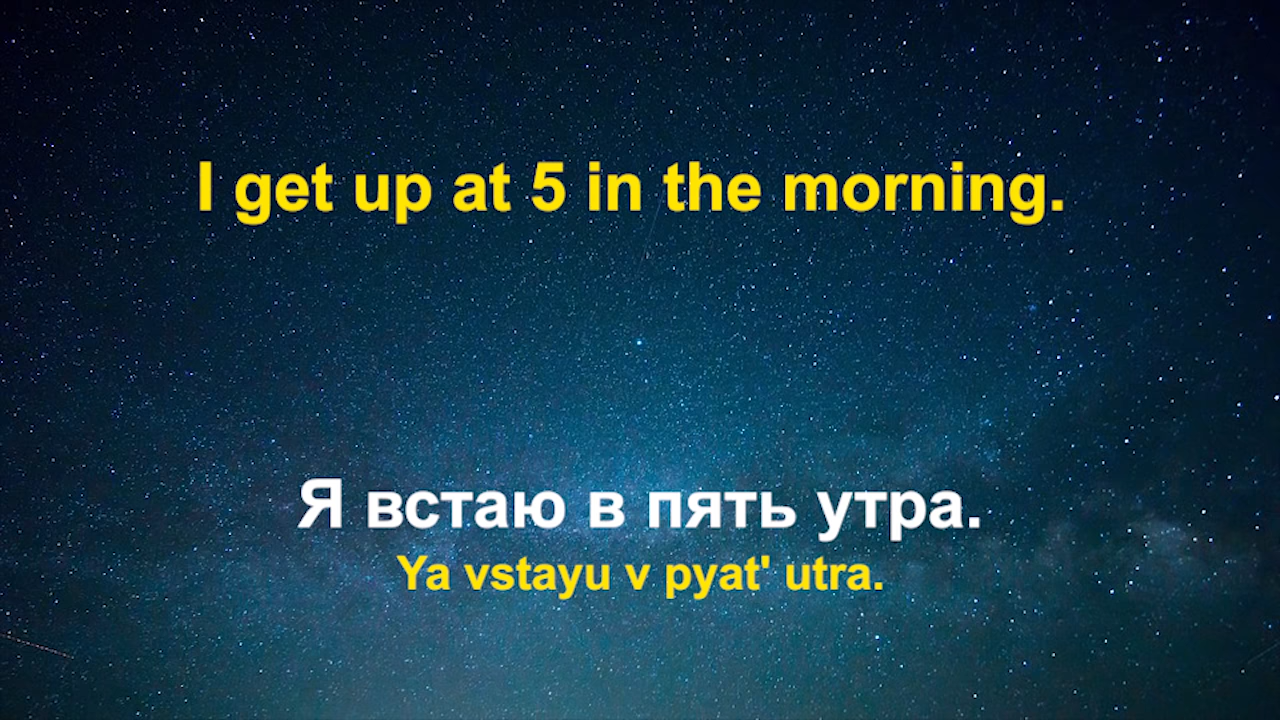 I get up at 5 in the morning.
Я встаю в пять утра.
Ya vstayu v pyat' utra.